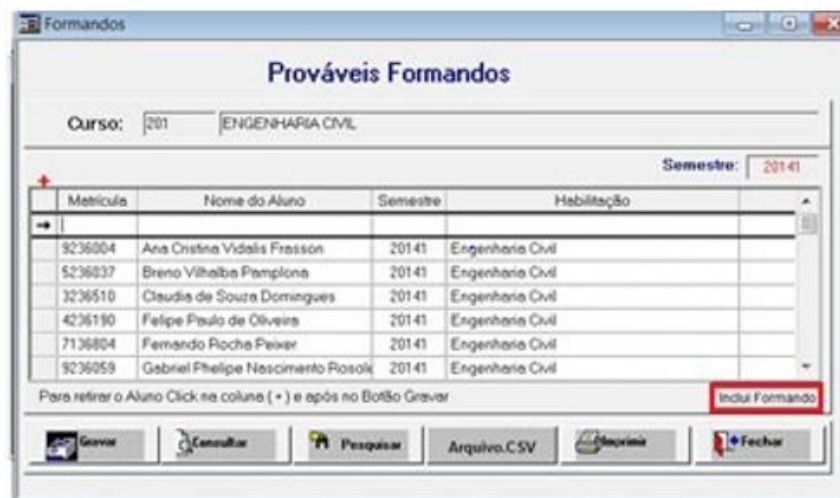 Formandos
Prováveis Formandos
Curso: 201 ENGENHARIA CIVIL
Semestre: 20141
+
Matrícula Nome do Aluno Semestre Habilitação
9236004 Ana Cristina Vidalis Frasson 20141 Engenharia Civil
5236037 Breno Vilhalba Pamplona 20141 Engenharia Civil
3236510 Claudia de Souza Domingues 20141 Engenharia Civil
4236190 Felipe Paulo de Oliveira 20141 Engenharia Civil
7136804 Fernando Rocha Peixer 20141 Engenharia Civil
9236059 Gabriel Phelipe Nascimento Rosole 20141 Engenharia Civil
Para retirar o Aluno Click na coluna ( + ) e após no Botão Gravar Inclui Formando
Gravar Consultar Pesquisar Arquivo.CSV Imprimir Fechar